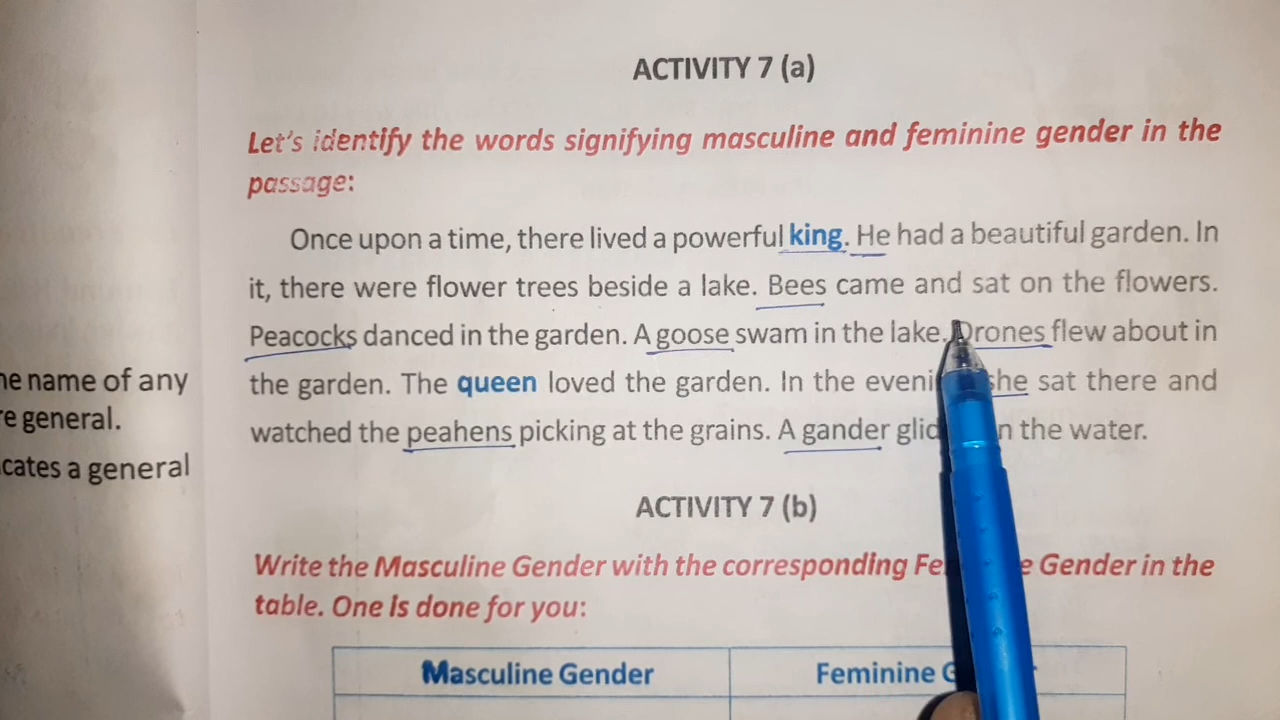 ACTIVITY 7 (a)
Let's identify the words signifying masculine and feminine gender in the
passage:
Once upon a time, there lived a powerful king. He had a beautiful garden. In
it, there were flower trees beside a lake. Bees came and sat on the flowers.
Peacocks danced in the garden. A goose swam in the lake. Drones flew about in
the garden. The queen loved the garden. In the she sat there and
watched the peahens picking at the grains. A gander the water.
he name of any
re general.
cates a general
ACTIVITY 7 (b)
Write the Masculine Gender with the corresponding Gender in the
table. One is done for you:
Masculine Gender
Feminine